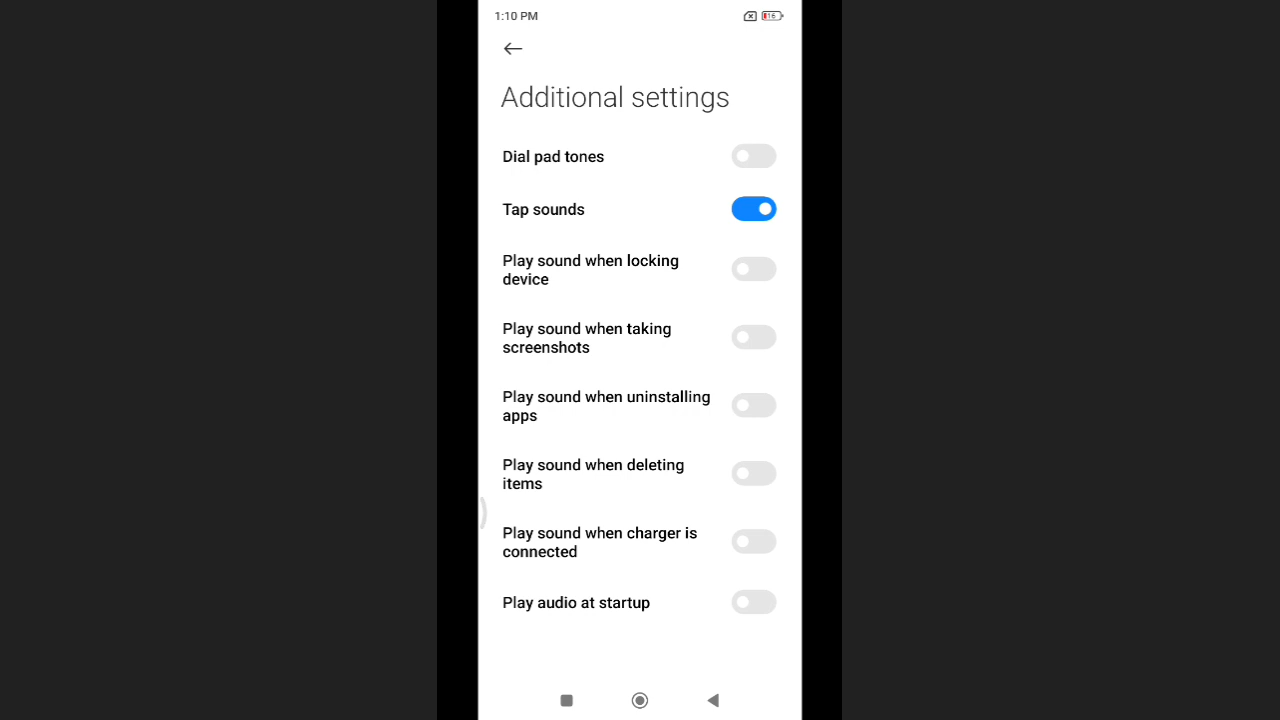 1:10 PM
16
Additional settings
Dial pad tones
Tap sounds
Play sound when locking
device
Play sound when taking
screenshots
Play sound when uninstalling
apps
Play sound when deleting
items
Play sound when charger is
connected
Play audio at startup